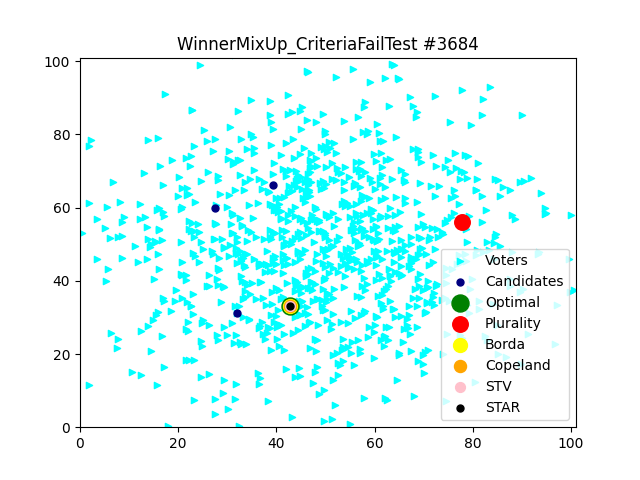 WinnerMixUp_CriteriaFailTest #3684
100
80
60
40
20
0
0 20 40 60 80 100
Voters
Candidates
Optimal
Plurality
Borda
Copeland
STV
STAR